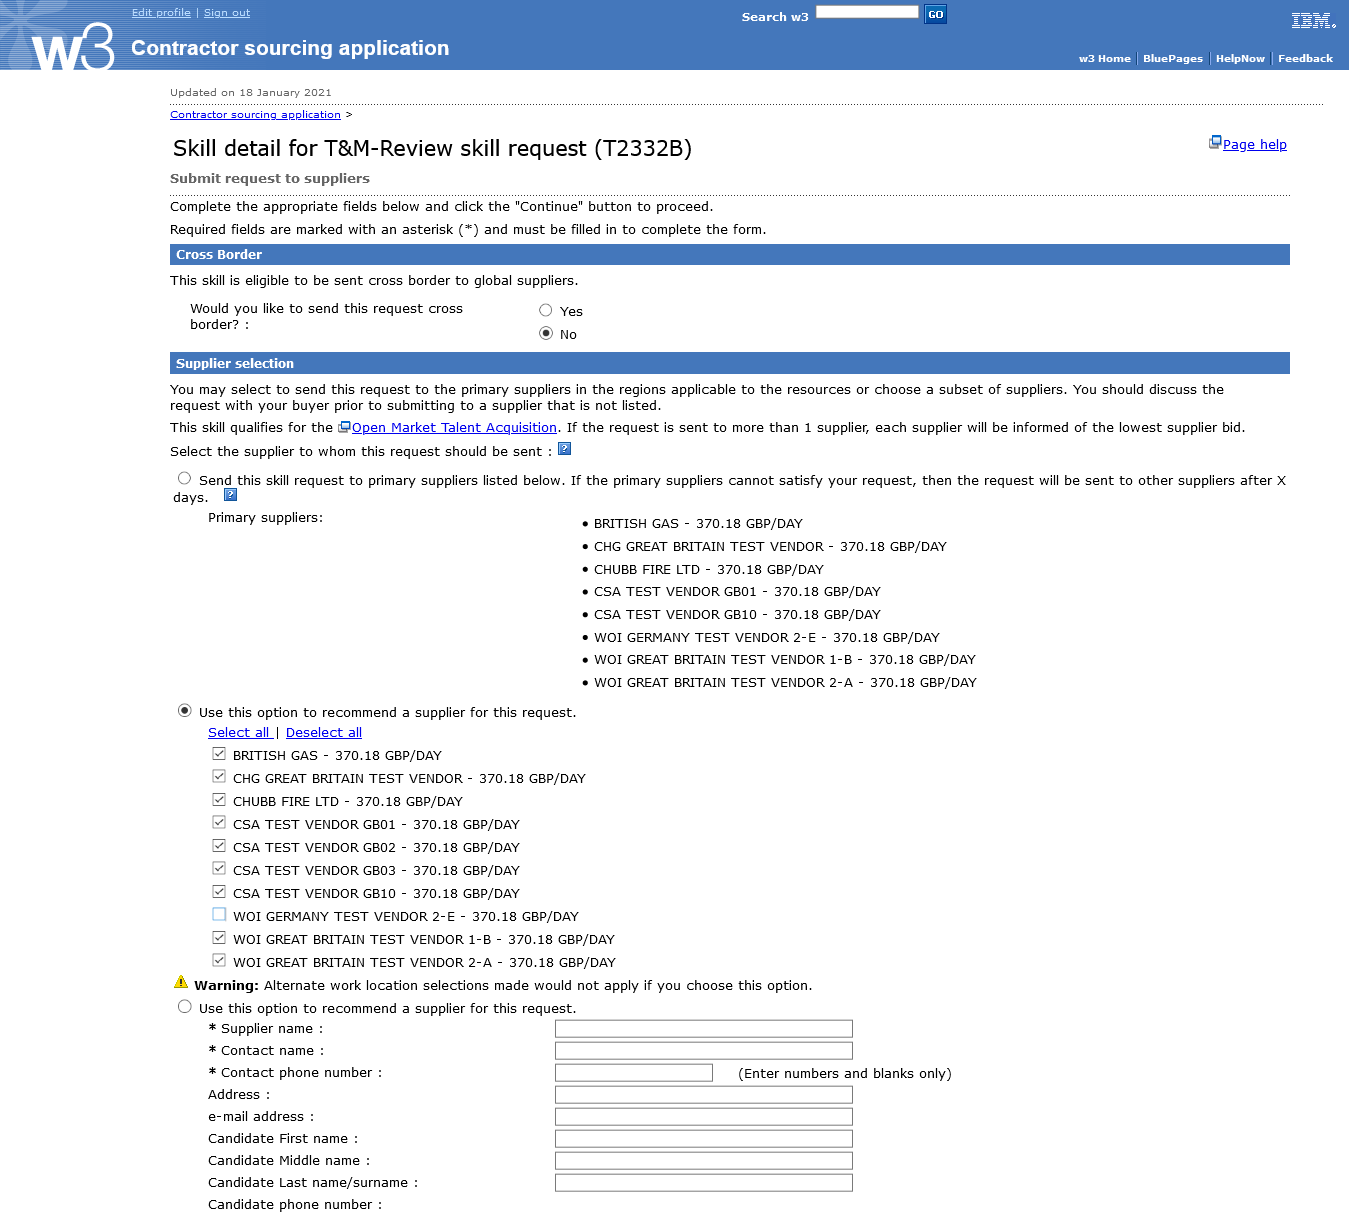 Edit profile | Sign out
Search w3
GO
IBM.
w3
Contractor sourcing application
w3 Home | BluePages | HelpNow | Feedback
Updated on 18 January 2021
Contractor sourcing application >
Skill detail for T&M-Review skill request (T2332B)
Page help
Submit request to suppliers
Complete the appropriate fields below and click the "Continue" button to proceed.
Required fields are marked with an asterisk (*) and must be filled in to complete the form.
Cross Border
This skill is eligible to be sent cross border to global suppliers.
Would you like to send this request cross
border? :
Yes
No
Supplier selection
You may select to send this request to the primary suppliers in the regions applicable to the resources or choose a subset of suppliers. You should discuss the
request with your buyer prior to submitting to a supplier that is not listed.
This skill qualifies for the Open Market Talent Acquisition. If the request is sent to more than 1 supplier, each supplier will be informed of the lowest supplier bid.
Select the supplier to whom this request should be sent : ?
Send this skill request to primary suppliers listed below. If the primary suppliers cannot satisfy your request, then the request will be sent to other suppliers after X
days. ?
Primary suppliers:
• BRITISH GAS - 370.18 GBP/DAY
• CHG GREAT BRITAIN TEST VENDOR - 370.18 GBP/DAY
• CHUBB FIRE LTD - 370.18 GBP/DAY
• CSA TEST VENDOR GB01 - 370.18 GBP/DAY
• CSA TEST VENDOR GB10 - 370.18 GBP/DAY
• WOI GERMANY TEST VENDOR 2-E - 370.18 GBP/DAY
• WOI GREAT BRITAIN TEST VENDOR 1-B - 370.18 GBP/DAY
• WOI GREAT BRITAIN TEST VENDOR 2-A - 370.18 GBP/DAY
Use this option to recommend a supplier for this request.
Select all | Deselect all
BRITISH GAS - 370.18 GBP/DAY
CHG GREAT BRITAIN TEST VENDOR - 370.18 GBP/DAY
CHUBB FIRE LTD - 370.18 GBP/DAY
CSA TEST VENDOR GB01 - 370.18 GBP/DAY
CSA TEST VENDOR GB02 - 370.18 GBP/DAY
CSA TEST VENDOR GB03 - 370.18 GBP/DAY
CSA TEST VENDOR GB10 - 370.18 GBP/DAY
WOI GERMANY TEST VENDOR 2-E - 370.18 GBP/DAY
WOI GREAT BRITAIN TEST VENDOR 1-B - 370.18 GBP/DAY
WOI GREAT BRITAIN TEST VENDOR 2-A - 370.18 GBP/DAY
Warning: Alternate work location selections made would not apply if you choose this option.
Use this option to recommend a supplier for this request.
* Supplier name :
* Contact name :
* Contact phone number :
(Enter numbers and blanks only)
Address :
e-mail address :
Candidate First name :
Candidate Middle name :
Candidate Last name/surname :
Candidate phone number :